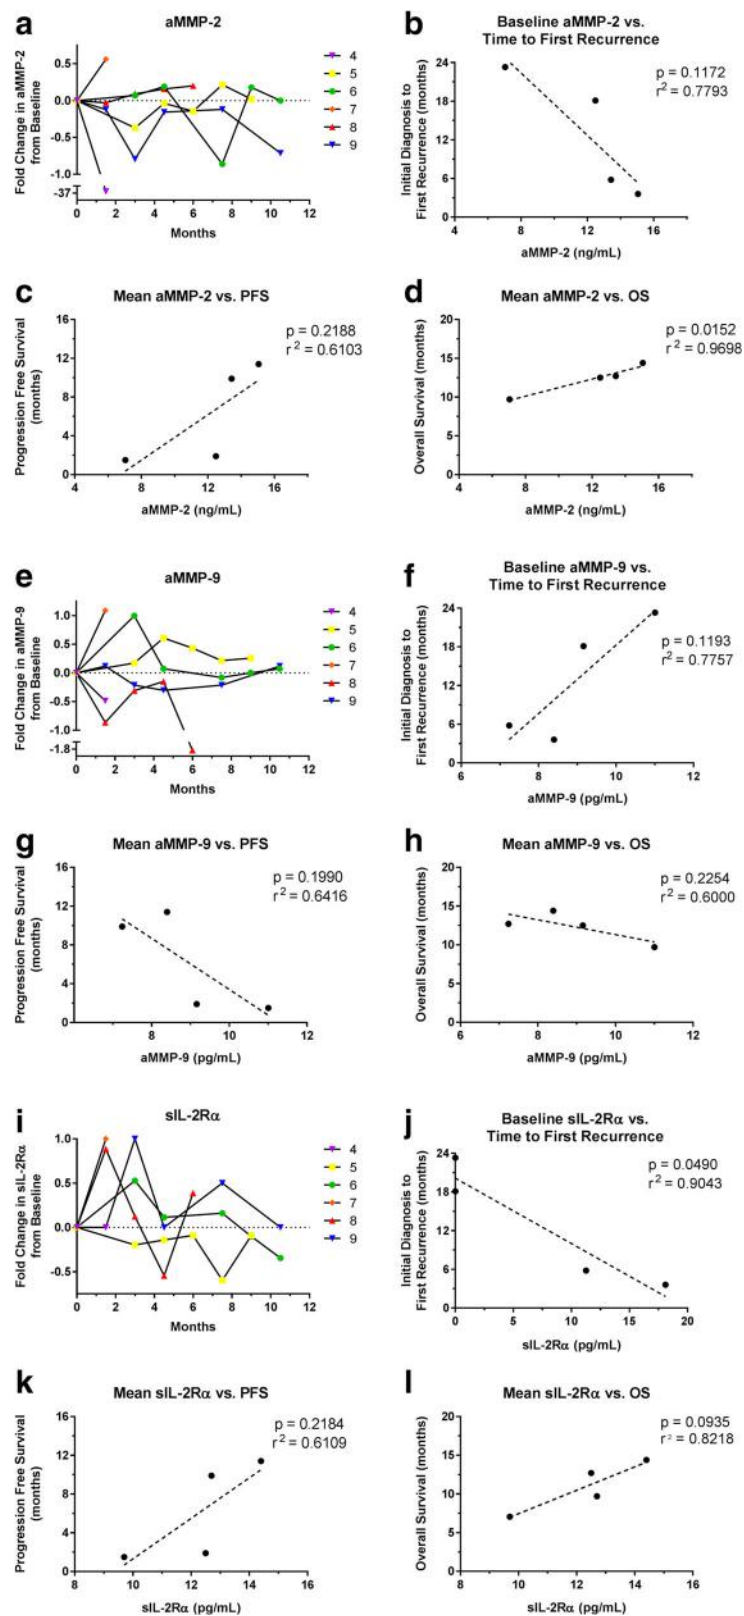 a
aMMP-2
Fold Change in aMMP-2
from Baseline
0.5
0.0
-0.5
-1.0
-37
0 2 4 6 8 10 12
Months
4
5
6
7
8
9
b
Baseline aMMP-2 vs.
Time to First Recurrence
Initial Diagnosis to
First Recurrence (months)
24
18
12
6
0
4 8 12 16
aMMP-2 (ng/mL)
p = 0.1172
r² = 0.7793
c
Mean aMMP-2 vs. PFS
Progression Free Survival
(months)
16
12
8
4
0
4 8 12 16
aMMP-2 (ng/mL)
p = 0.2188
r² = 0.6103
d
Mean aMMP-2 vs. OS
Overall Survival (months)
20
15
10
5
0
4 8 12 16
aMMP-2 (ng/mL)
p = 0.0152
r² = 0.9698
e
aMMP-9
Fold Change in aMMP-9
from Baseline
1.0
0.5
0.0
-0.5
-1.0
-1.8
0 2 4 6 8 10 12
Months
4
5
6
7
8
9
f
Baseline aMMP-9 vs.
Time to First Recurrence
Initial Diagnosis to
First Recurrence (months)
24
18
12
6
0
6 8 10 12
aMMP-9 (pg/mL)
p = 0.1193
r² = 0.7757
g
Mean aMMP-9 vs. PFS
Progression Free Survival
(months)
16
12
8
4
0
8 10 12
aMMP-9 (pg/mL)
p = 0.1990
r² = 0.6416
h
Mean aMMP-9 vs. OS
Overall Survival (months)
20
15
10
5
0
6 8 10 12
aMMP-9 (pg/mL)
p = 0.2254
r² = 0.6000
i
sIL-2Rα
Fold Change in sIL-2Rα
from Baseline
1.0
0.5
0.0
-0.5
0 2 4 6 8 10 12
Months
4
5
6
7
8
9
j
Baseline sIL-2Rα vs.
Time to First Recurrence
Initial Diagnosis to
First Recurrence (months)
24
18
12
6
0
0 5 10 15 20
sIL-2Rα (pg/mL)
p = 0.0490
r² = 0.9043
k
Mean sIL-2Rα vs. PFS
Progression Free Survival
(months)
16
12
8
4
0
8 10 12 14 16
sIL-2Rα (pg/mL)
p = 0.2184
r² = 0.6109
l
Mean sIL-2Rα vs. OS
Overall Survival (months)
20
15
10
5
0
8 10 12 14 16
sIL-2Rα (pg/mL)
p = 0.0935
r² = 0.8218